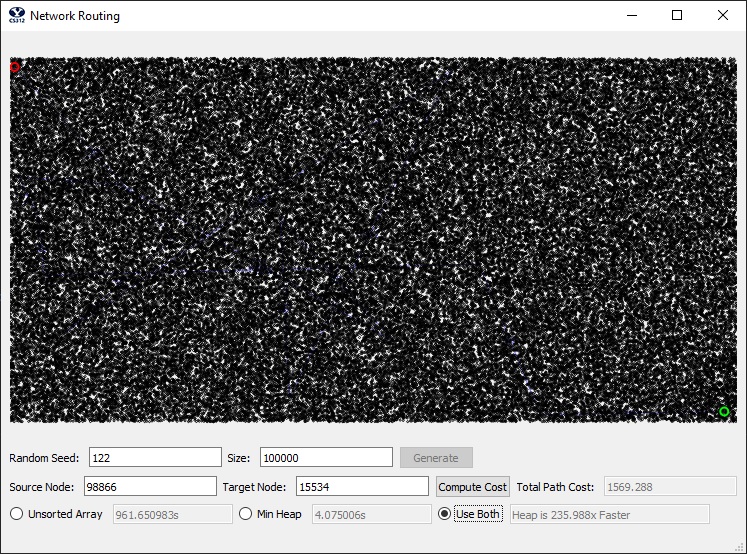 CS312 Network Routing
Random Seed: 122 Size: 100000 Generate
Source Node: 98866 Target Node: 15534 Compute Cost Total Path Cost: 1569.288
Unsorted Array 961.650983s Min Heap 4.075006s Use Both Heap is 235.988x Faster